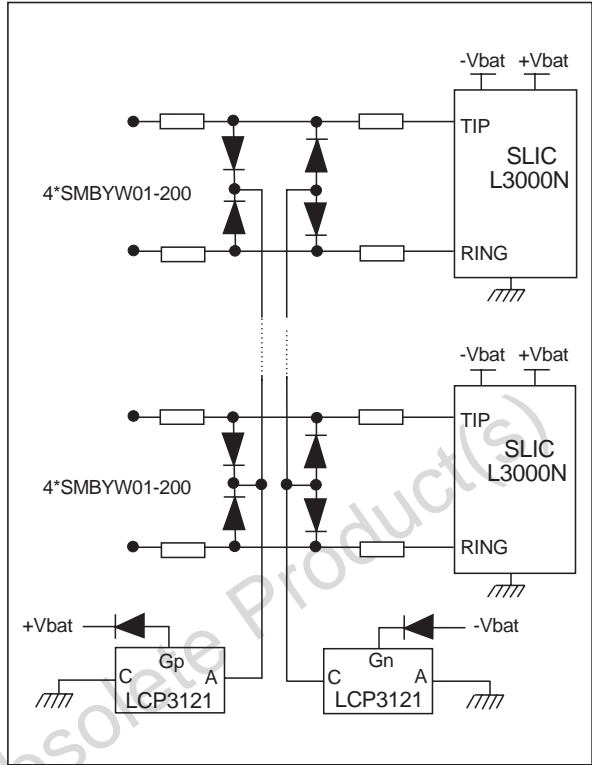 -Vbat +Vbat
TIP
SLIC
L3000N
4*SMBYW01-200
RING
-Vbat +Vbat
TIP
SLIC
L3000N
4*SMBYW01-200
RING
+Vbat
Gp
C A
LCP3121
-Vbat
Gn
C A
LCP3121
bsolete Product(s)